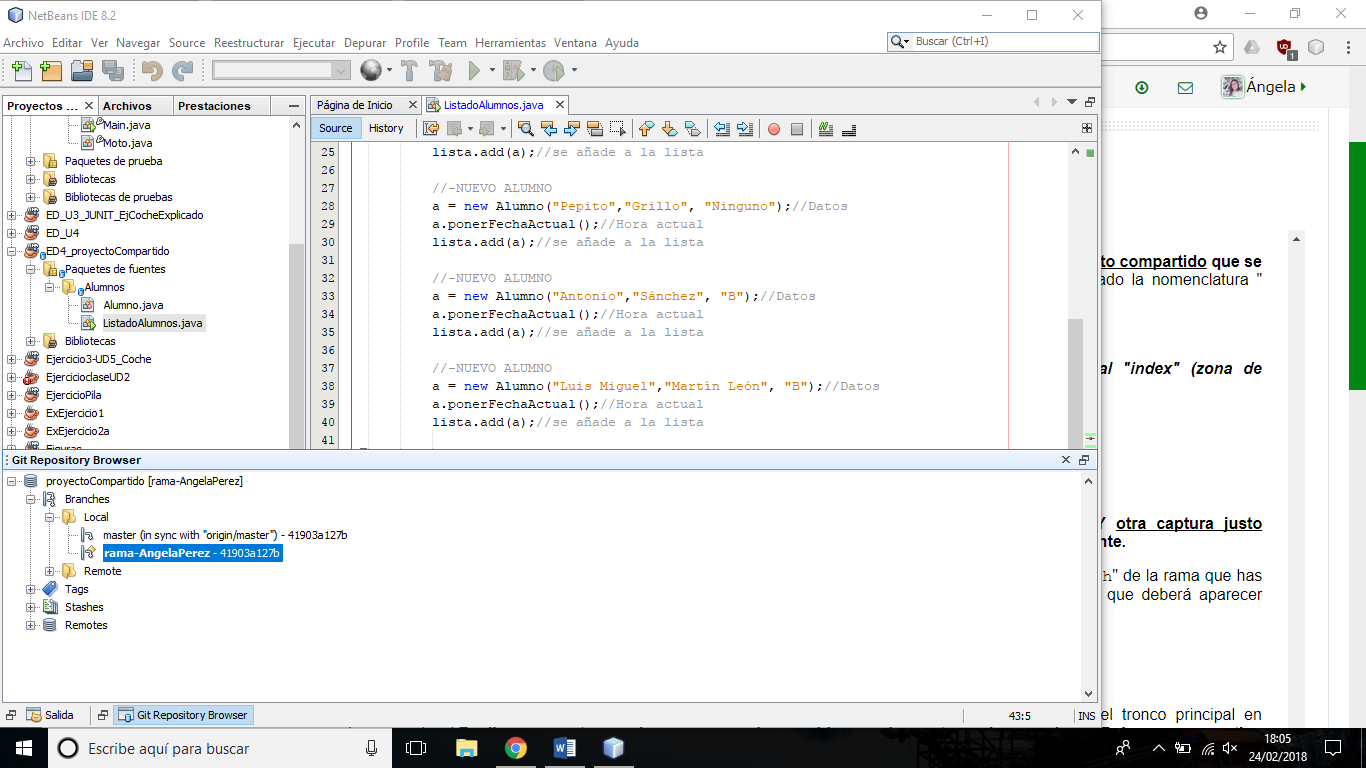 NetBeans IDE 8.2
Archivo Editar Ver Navegar Source Reestructurar Ejecutar Depurar Profile Team Herramientas Ventana Ayuda
Buscar (Ctrl+I)
Proyectos ... Archivos Prestaciones
Main.java
Moto.java
Paquetes de prueba
Bibliotecas
Bibliotecas de pruebas
ED_U3_JUNIT_EjCocheExplicado
ED_U4
ED4_proyectoCompartido
Paquetes de fuentes
Alumnos
Alumno.java
ListadoAlumnos.java
Bibliotecas
Ejercicio3-UD5_Coche
EjercicioclaseUD2
EjercicioPila
ExEjercicio1
ExEjercicio2a
Figuras
Página de Inicio ListadoAlumnos.java
Source History
25 lista.add(a);//se añade a la lista
26
27 //-NUEVO ALUMNO
28 a = new Alumno("Pepito","Grillo", "Ninguno");//Datos
29 a.ponerFechaActual();//Hora actual
30 lista.add(a);//se añade a la lista
31
32 //-NUEVO ALUMNO
33 a = new Alumno("Antonio","Sánchez", "B");//Datos
34 a.ponerFechaActual();//Hora actual
35 lista.add(a);//se añade a la lista
36
37 //-NUEVO ALUMNO
38 a = new Alumno("Luis Miguel","Martín León", "B");//Datos
39 a.ponerFechaActual();//Hora actual
40 lista.add(a);//se añade a la lista
41
Git Repository Browser
proyectoCompartido [rama-AngelaPerez]
Branches
Local
master (in sync with "origin/master") - 41903a127b
rama-AngelaPerez - 41903a127b
Remote
Tags
Stashes
Remotes
Salida Git Repository Browser
43:5 INS
1
Ángela
to compartido que se
ado la nomenclatura "
al "index" (zona de
Y otra captura justo
nte.
h" de la rama que has
que deberá aparecer
el tronco principal en
Escribe aquí para buscar
18:05
24/02/2018